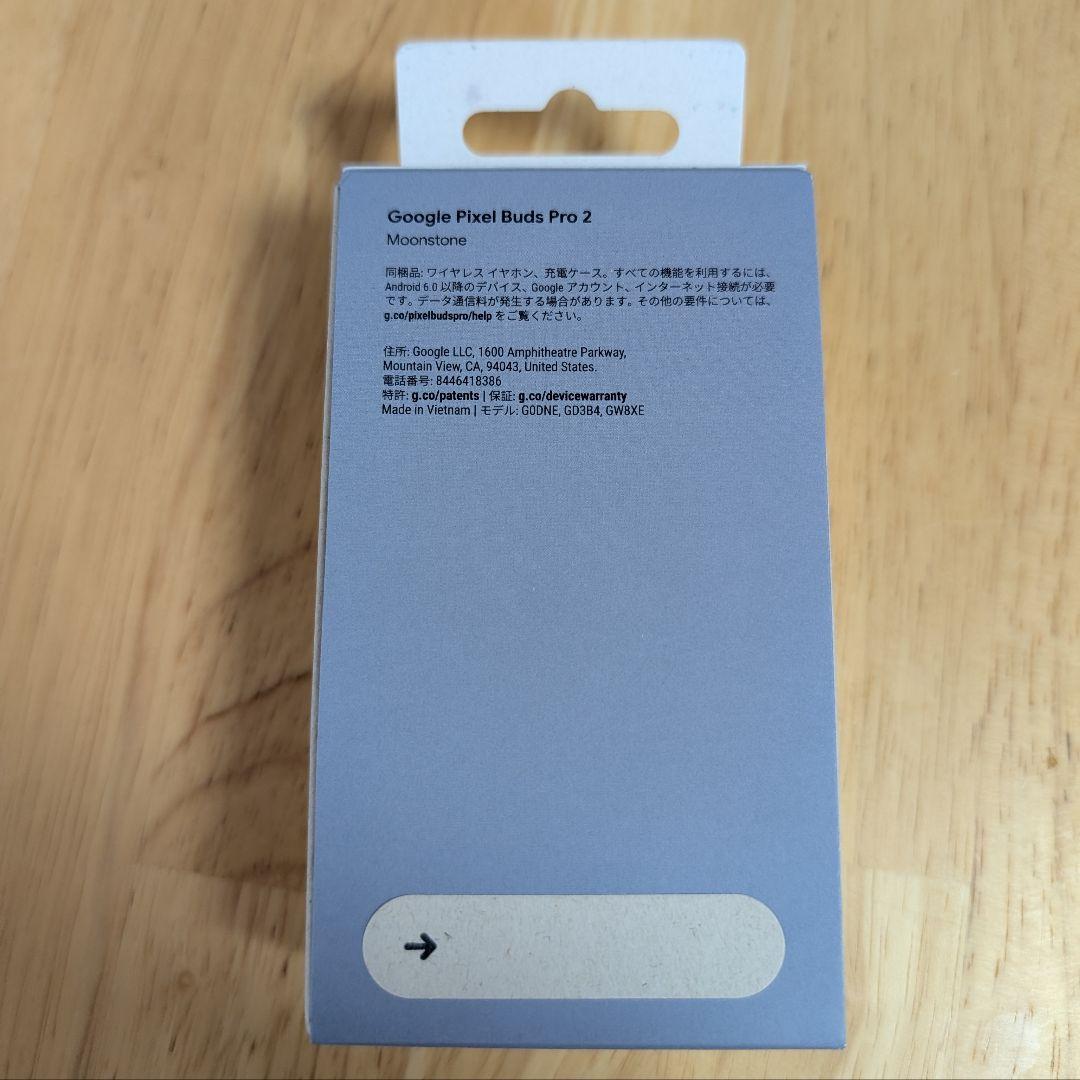 Google Pixel Buds Pro 2
Moonstone
同梱品: ワイヤレス イヤホン、充電ケース。すべての機能を利用するには、
Android 6.0 以降のデバイス、Google アカウント、インターネット接続が必要
です。データ通信料が発生する場合があります。その他の要件については、
g.co/pixelbudspro/help をご覧ください。
住所: Google LLC, 1600 Amphitheatre Parkway,
Mountain View, CA, 94043, United States.
電話番号: 8446418386
特許: g.co/patents | 保証: g.co/devicewarranty
Made in Vietnam | モデル: G0DNE, GD3B4, GW8XE